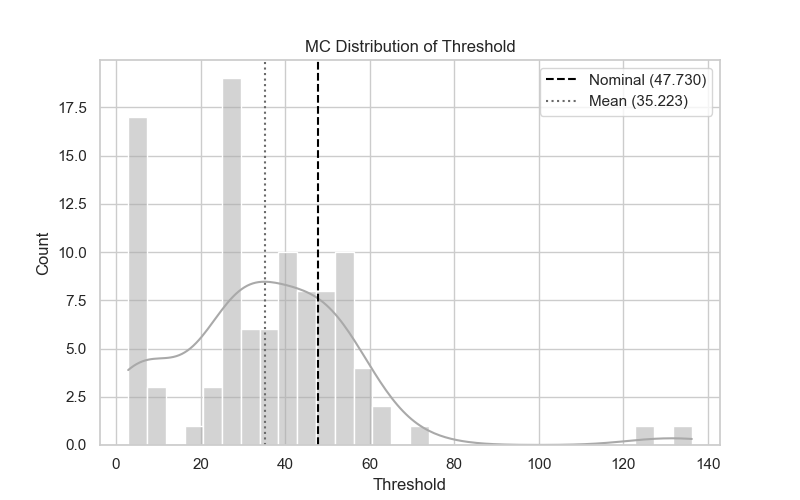 MC Distribution of Threshold
Nominal (47.730)
Mean (35.223)
17.5
15.0
12.5
10.0
7.5
5.0
2.5
0.0
Count
0 20 40 60 80 100 120 140
Threshold